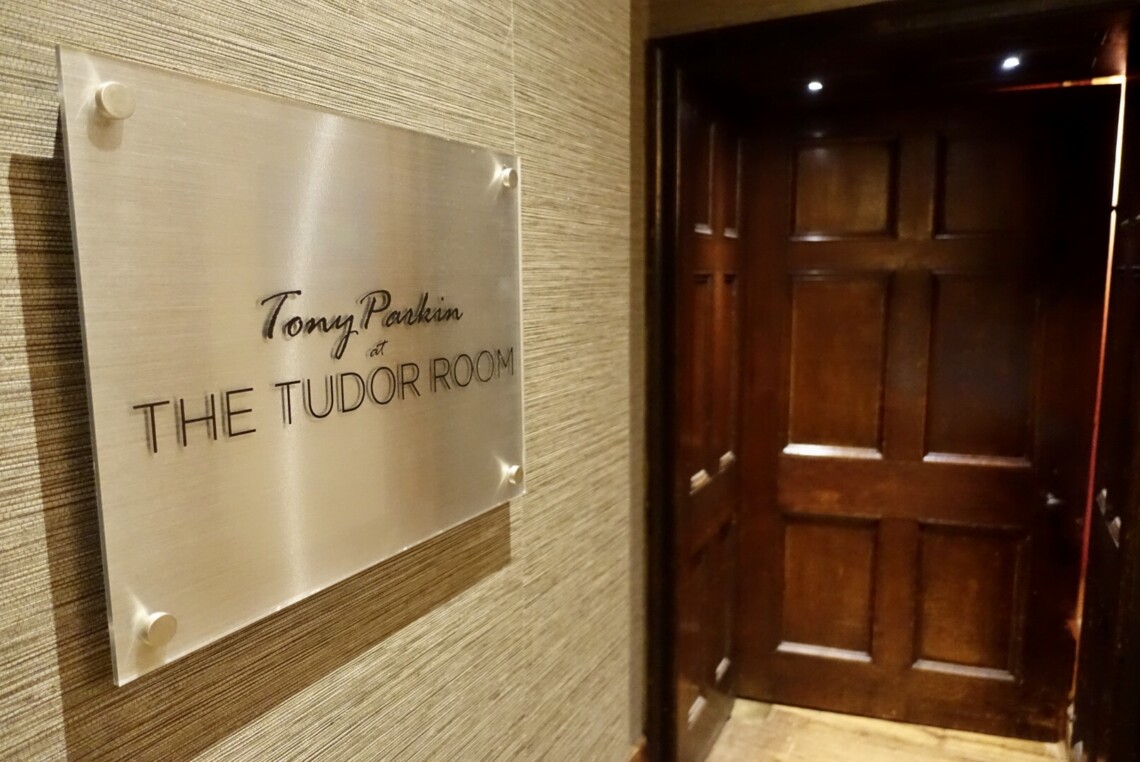 Tony Parkin
at
THE TUDOR ROOM